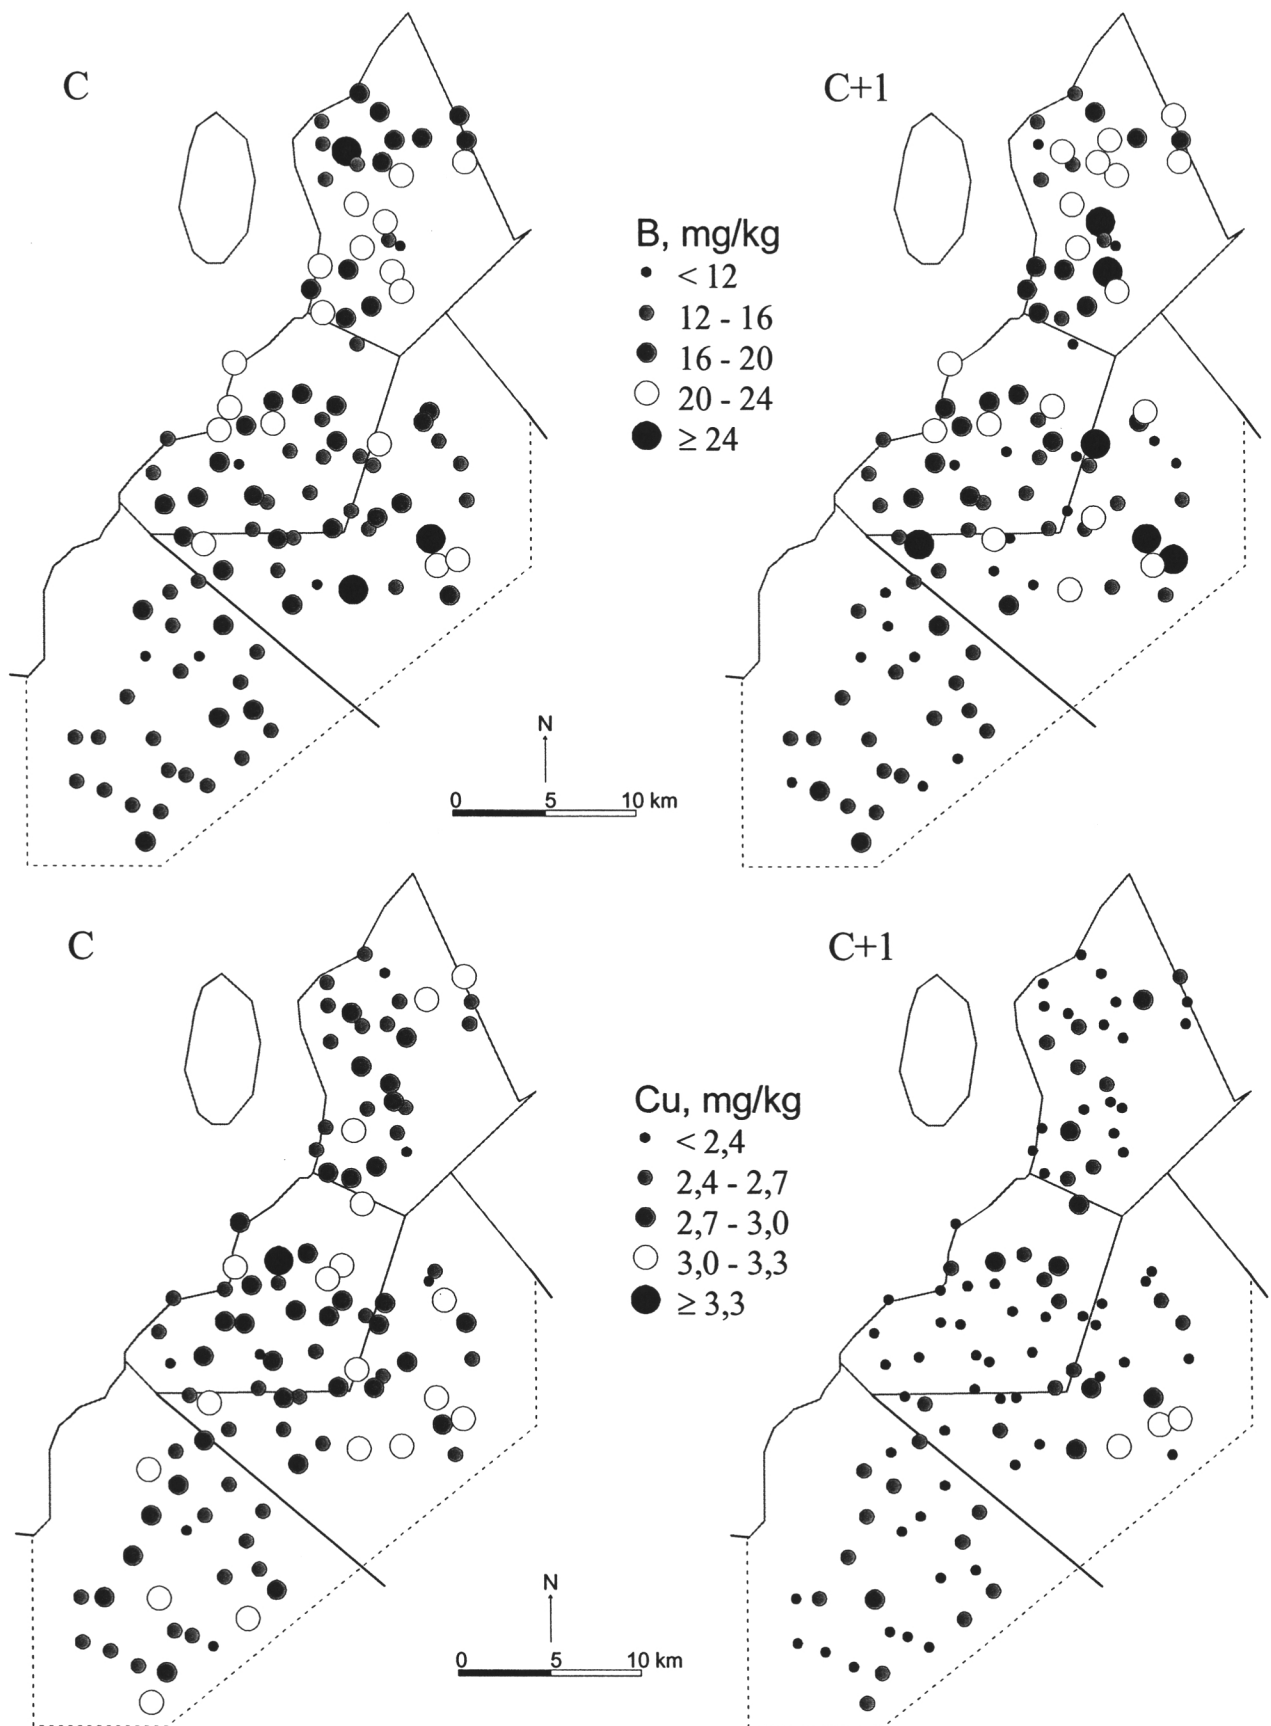 C
C+1
B, mg/kg
< 12
12 - 16
16 - 20
20 - 24
≥ 24
N
0 5 10 km
C
C+1
Cu, mg/kg
< 2,4
2,4 - 2,7
2,7 - 3,0
3,0 - 3,3
≥ 3,3
N
0 5 10 km